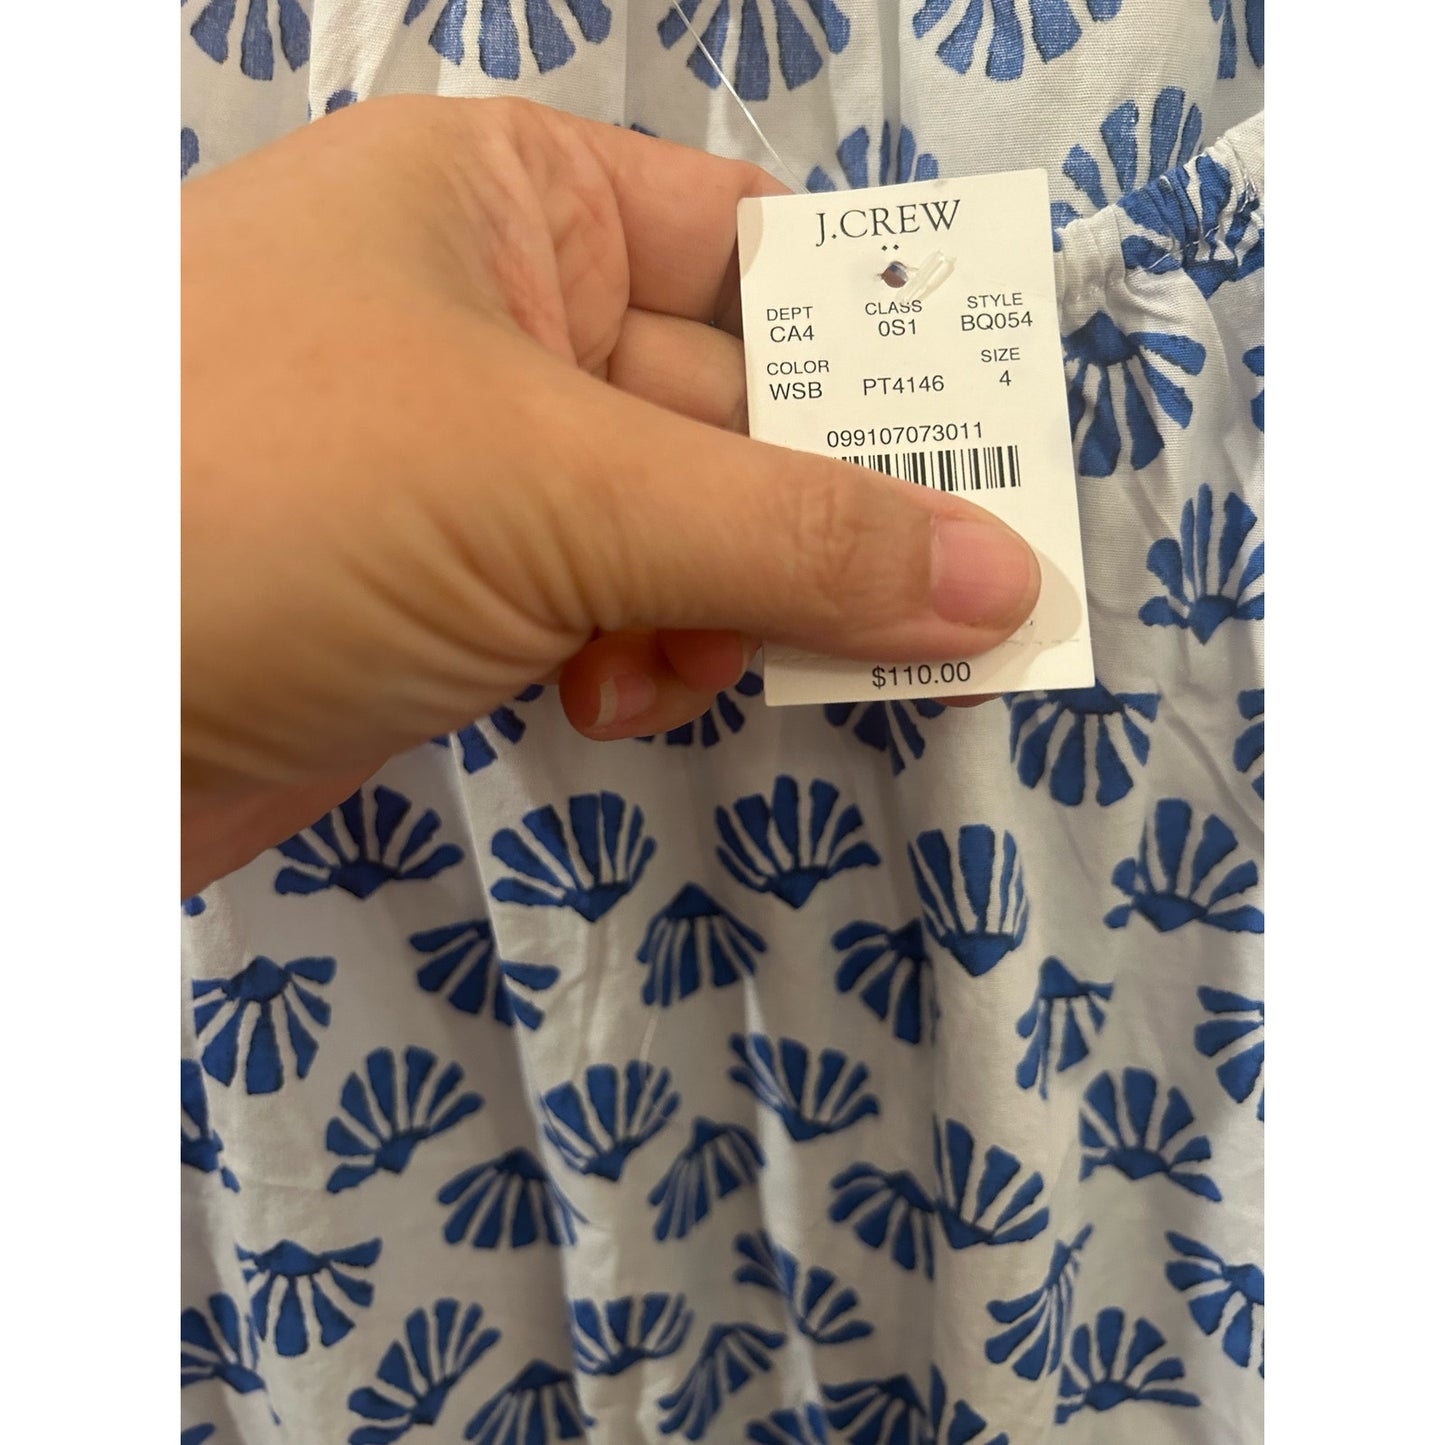 J.CREW
DEPT CLASS STYLE
CA4 0S1 BQ054
COLOR SIZE
WSB PT4146 4
099107073011
$110.00